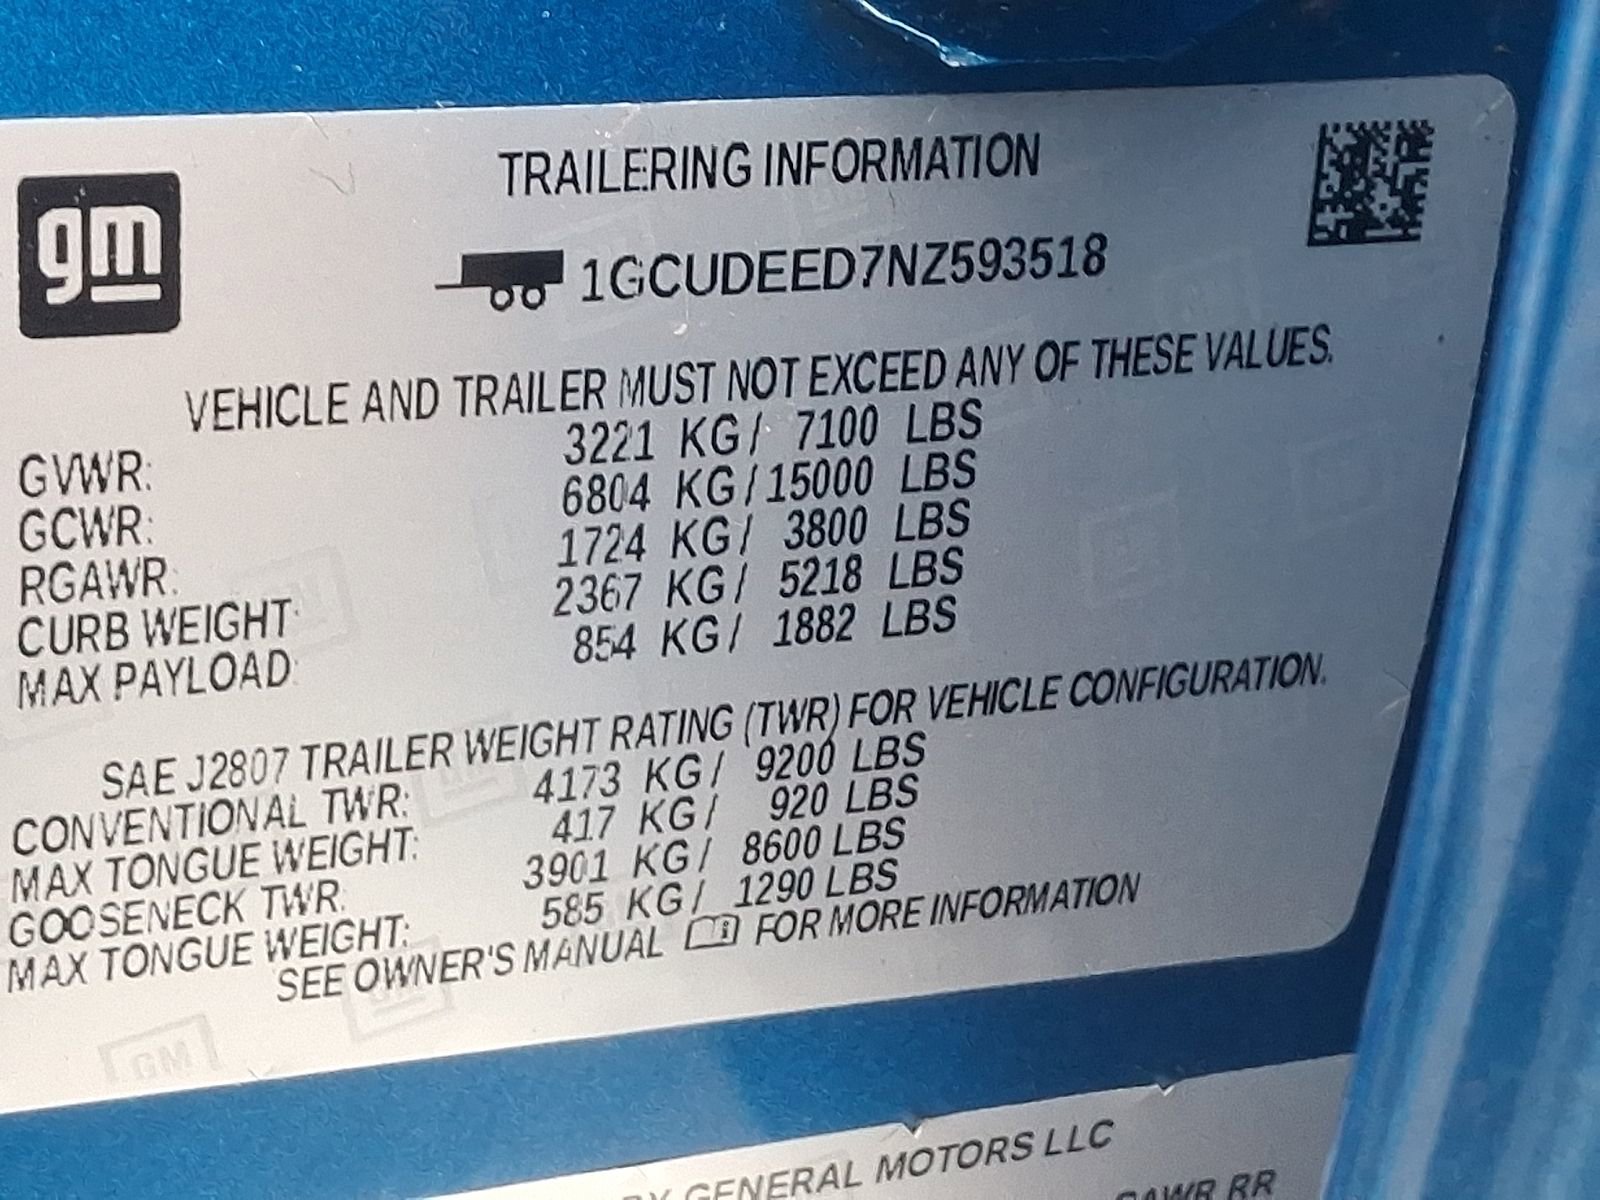 gm
TRAILERING INFORMATION
1GCUDEED7NZ593518
VEHICLE AND TRAILER MUST NOT EXCEED ANY OF THESE VALUES.
GVWR: 3221 KG/ 7100 LBS
GCWR: 6804 KG/15000 LBS
RGAWR: 1724 KG/ 3800 LBS
CURB WEIGHT: 2367 KG/ 5218 LBS
MAX PAYLOAD: 854 KG/ 1882 LBS
SAE J2807 TRAILER WEIGHT RATING (TWR) FOR VEHICLE CONFIGURATION.
CONVENTIONAL TWR: 4173 KG/ 9200 LBS
MAX TONGUE WEIGHT: 417 KG/ 920 LBS
GOOSENECK TWR: 3901 KG/ 8600 LBS
MAX TONGUE WEIGHT: 585 KG/ 1290 LBS
SEE OWNER'S MANUAL FOR MORE INFORMATION
GM
BY GENERAL MOTORS LLC
GAWR RR